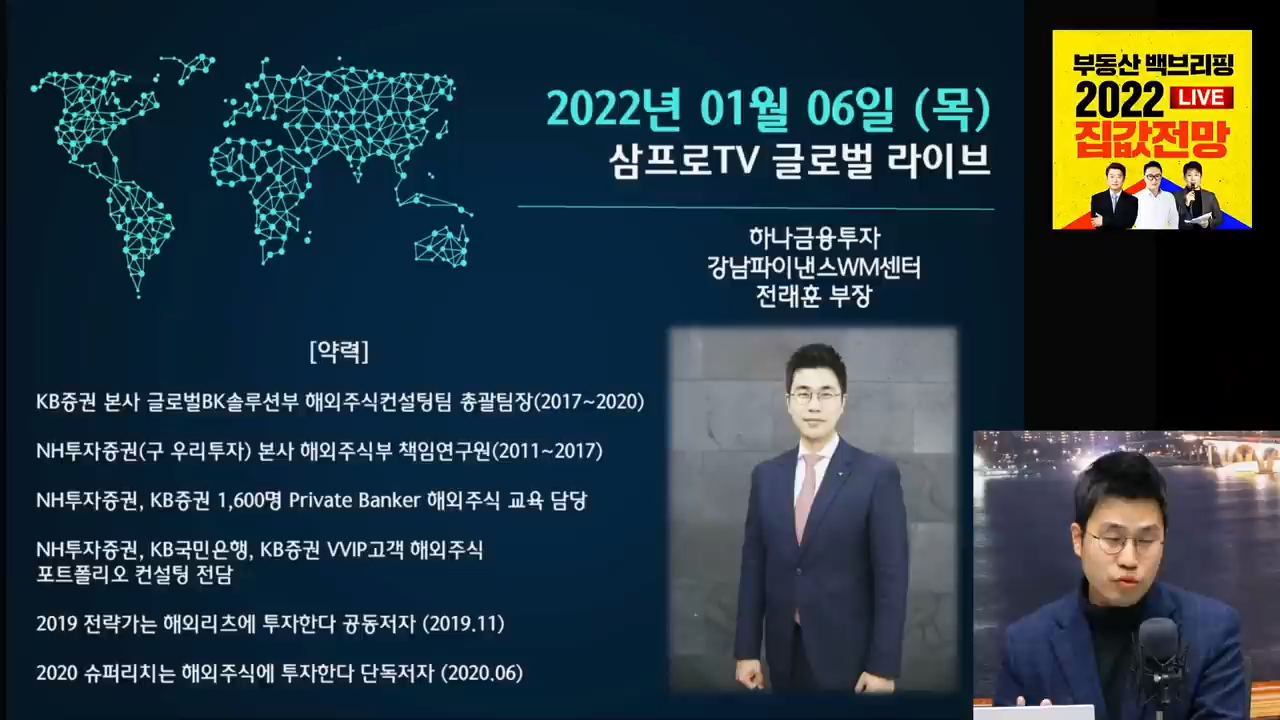 2022년 01월 06일 (목)
삼프로TV 글로벌 라이브
하나금융투자
강남파이낸스WM센터
전래훈 부장
[약력]
KB증권 본사 글로벌BK솔루션부 해외주식컨설팅팀 총괄팀장(2017~2020)
NH투자증권(구 우리투자) 본사 해외주식부 책임연구원(2011~2017)
NH투자증권, KB증권 1,600명 Private Banker 해외주식 교육 담당
NH투자증권, KB국민은행, KB증권 VVIP고객 해외주식
포트폴리오 컨설팅 전담
2019 전략가는 해외리츠에 투자한다 공동저자 (2019.11)
2020 슈퍼리치는 해외주식에 투자한다 단독저자 (2020.06)
부동산 백브리핑
2022 LIVE
집값전망